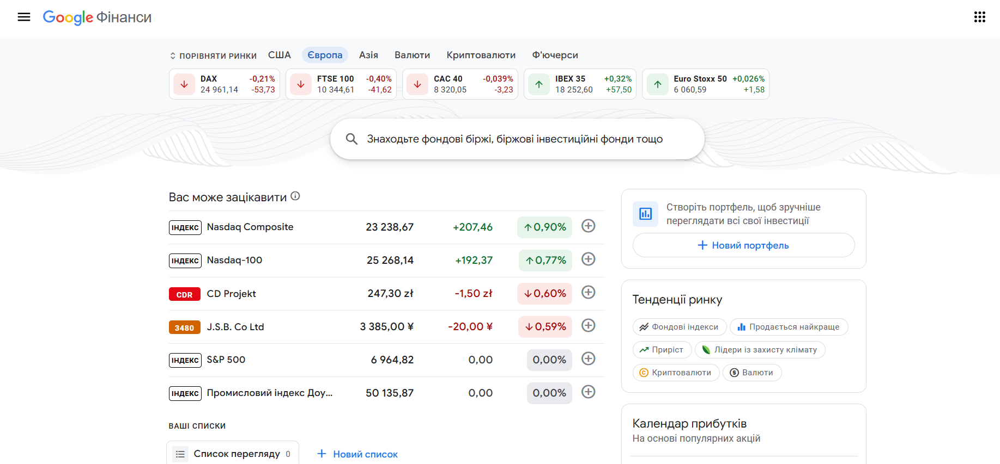 Google Фінанси
ПОРІВНЯТИ РИНКИ США Європа Азія Валюти Криптовалюти Ф'ючерси
DAX -0,21%
24 961,14 -53,73
FTSE 100 -0,40%
10 344,61 -41,62
CAC 40 -0,039%
8 320,05 -3,23
IBEX 35 +0,32%
18 252,60 +57,50
Euro Stoxx 50 +0,026%
6 060,59 +1,58
Знаходьте фондові біржі, біржові інвестиційні фонди тощо
Вас може зацікавити
ІНДЕКС Nasdaq Composite 23 238,67 +207,46 0,90%
ІНДЕКС Nasdaq-100 25 268,14 +192,37 0,77%
CDR CD Projekt 247,30 zł -1,50 zł 0,60%
3480 J.S.B. Co Ltd 3 385,00 ¥ -20,00 ¥ 0,59%
ІНДЕКС S&P 500 6 964,82 0,00 0,00%
ІНДЕКС Промисловий індекс Доу... 50 135,87 0,00 0,00%
ВАШІ СПИСКИ
Список перегляду 0 Новий список
Створіть портфель, щоб зручніше
переглядати всі свої інвестиції
Новий портфель
Тенденції ринку
Фондові індекси Продається найкраще
Приріст Лідери із захисту клімату
Криптовалюти Валюти
Календар прибутків
На основі популярних акцій